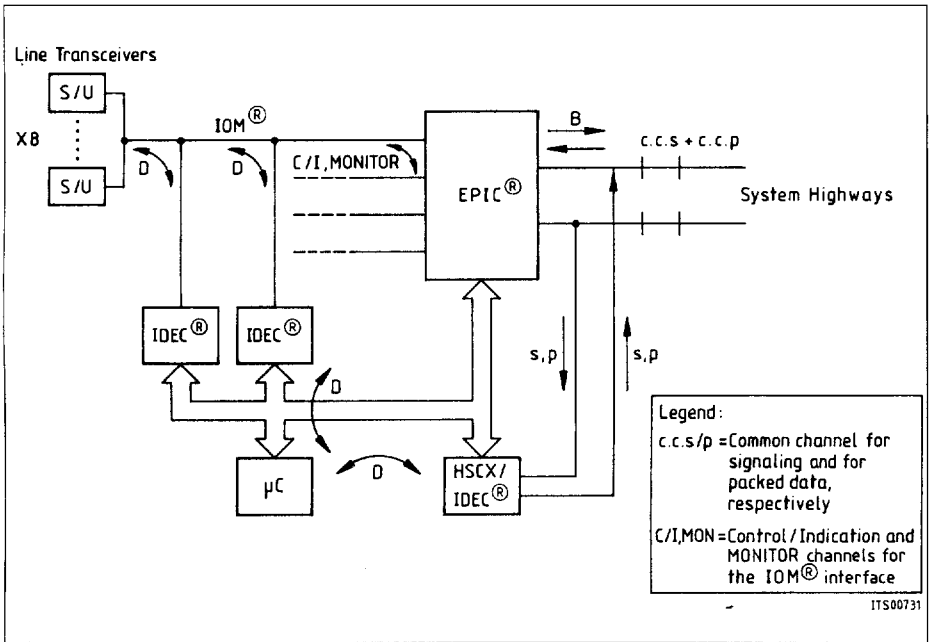 Line Transceivers
S/U
X8
S/U
IOM®
D
D
C/I,MONITOR
EPIC®
B
c.c.s + c.c.p
System Highways
IDEC®
IDEC®
D
s,p
s,p
µC
D
HSCX/
IDEC®
Legend:
c.c.s/p =Common channel for
signaling and for
packed data,
respectively
C/I,MON=Control/Indication and
MONITOR channels for
the IOM® interface
ITS00731